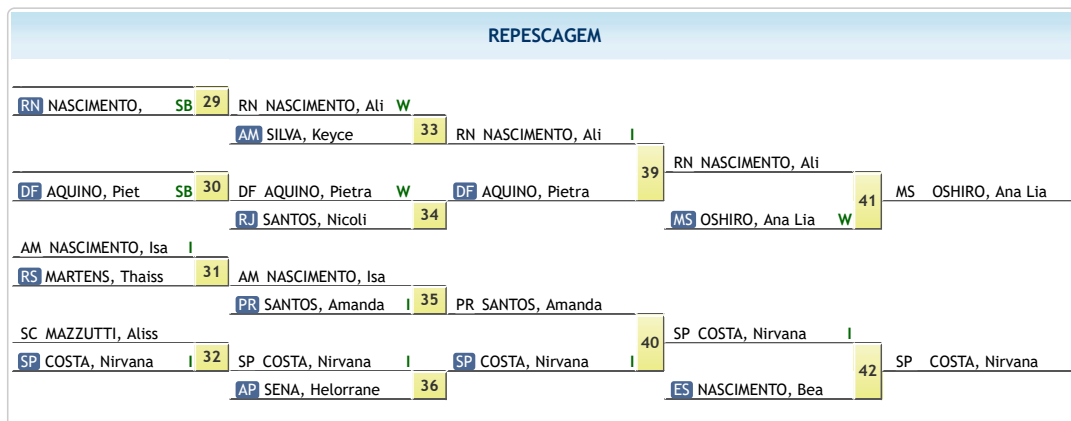 REPESCAGEM
RN NASCIMENTO, SB 29 RN NASCIMENTO, Ali W
AM SILVA, Keyce 33 RN NASCIMENTO, Ali I
39 RN NASCIMENTO, Ali
DF AQUINO, Piet SB 30 DF AQUINO, Pietra W DF AQUINO, Pietra
41 MS OSHIRO, Ana Lia
RJ SANTOS, Nicoli 34 MS OSHIRO, Ana Lia W
AM NASCIMENTO, Isa I
RS MARTENS, Thaiss 31 AM NASCIMENTO, Isa
PR SANTOS, Amanda I 35 PR SANTOS, Amanda
SC MAZZUTTI, Aliss 40 SP COSTA, Nirvana I
SP COSTA, Nirvana I 32 SP COSTA, Nirvana I SP COSTA, Nirvana I
42 SP COSTA, Nirvana
AP SENA, Helorrane 36 ES NASCIMENTO, Bea